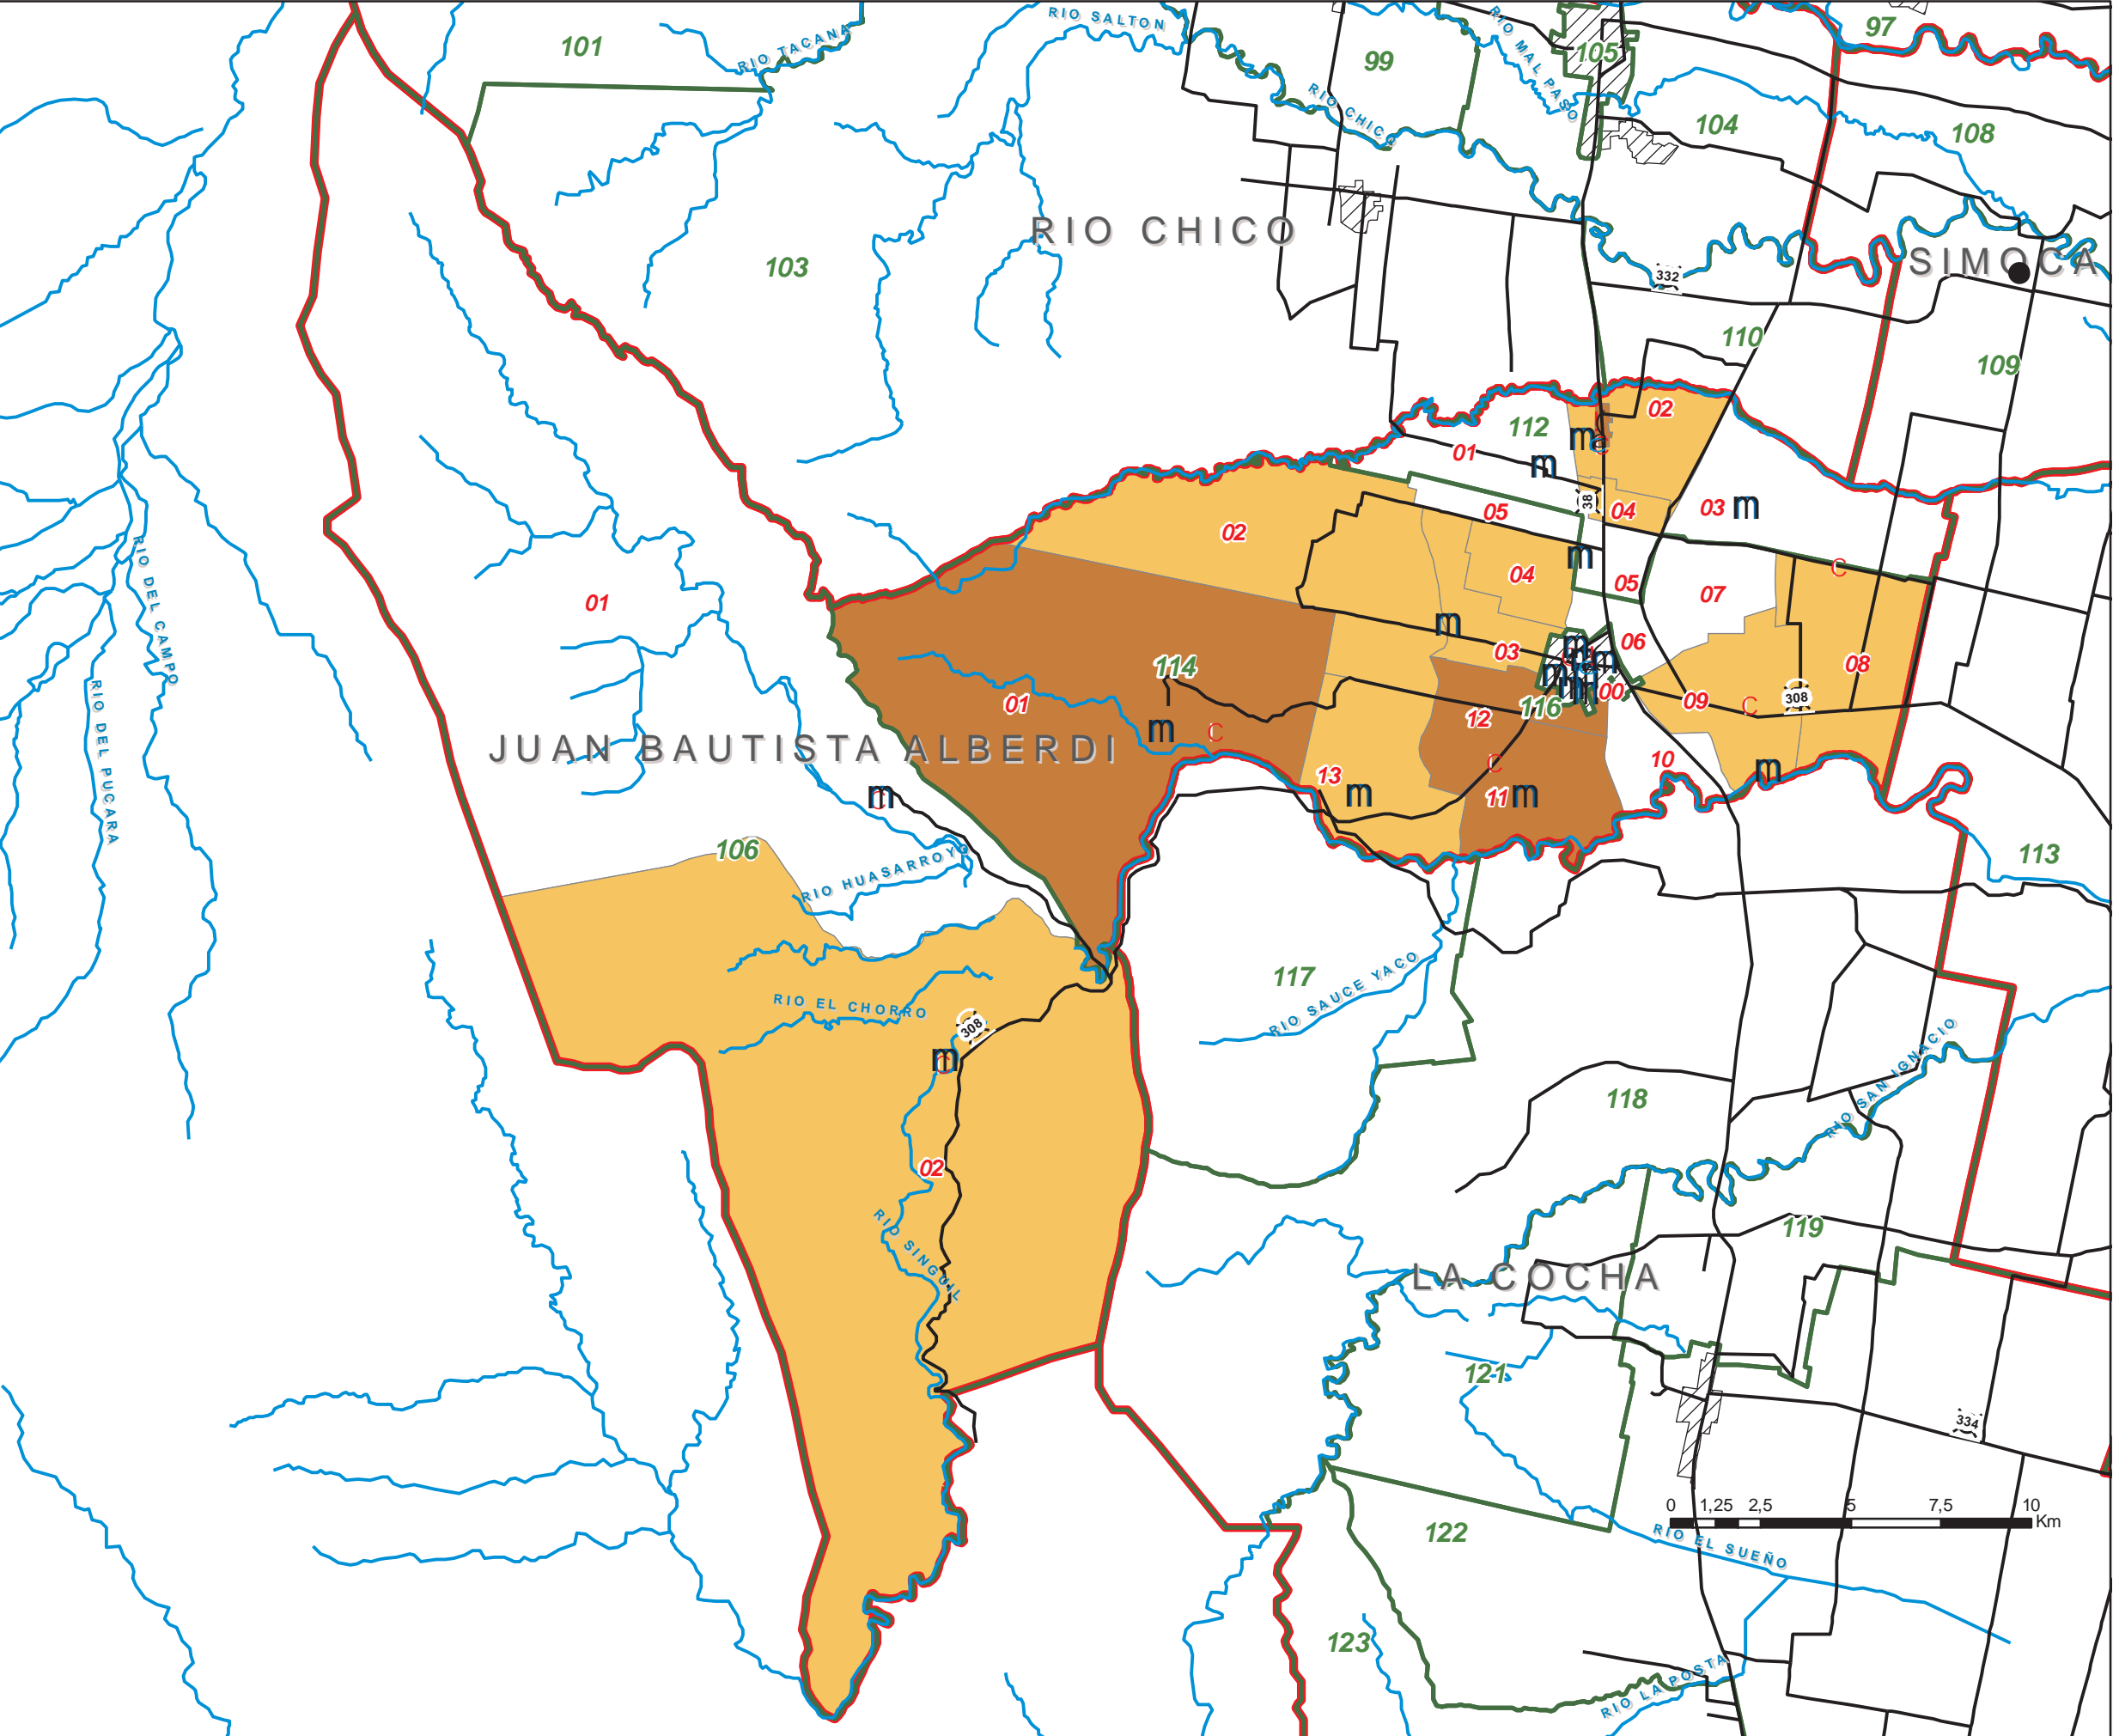 RIO SALTON
97
101
RIO TACANA
99
RIO MAL PASO
105
RIO CHICO
104
108
RIO CHICO
103
SIMOCA
332
110
109
02
112
m
C
01
m
38
05
04
03
m
02
m
C
04
05
07
01
m
06
03
m
m
08
114
m
m
00
308
01
116
09
C
12
m
C
JUAN BAUTISTA ALBERDI
10
C
m
13
m
11
m
m
C
RIO DEL CAMPO
RIO DEL PUCARA
106
113
RIO HUASARROYO
117
RIO SAUCE YACO
RIO EL CHORRO
308
m
C
RIO SAN IGNACIO
118
02
RIO SINGUIL
119
LA COCHA
121
334
0 1,25 2,5 5 7,5 10
Km
122
RIO EL SUEÑO
123
RIO LA POSTA